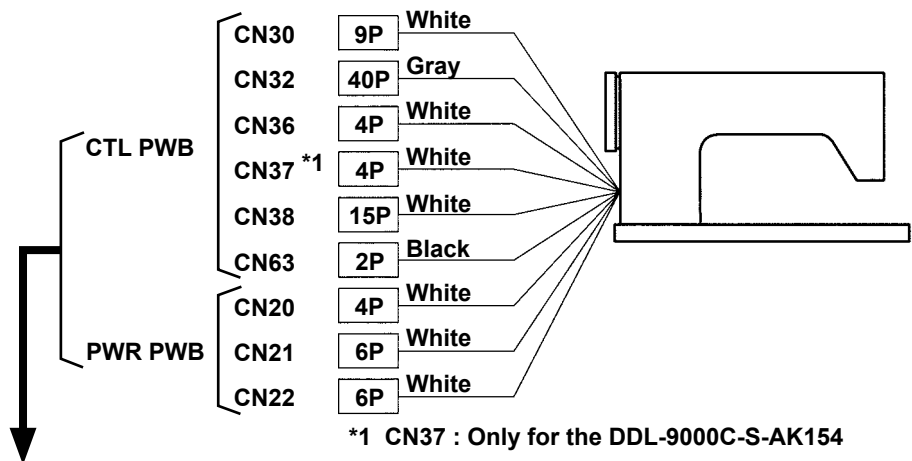 CN30 9P White
CN32 40P Gray
CN36 4P White
CTL PWB
CN37 *1 4P White
CN38 15P White
CN63 2P Black
CN20 4P White
PWR PWB CN21 6P White
CN22 6P White
*1 CN37 : Only for the DDL-9000C-S-AK154